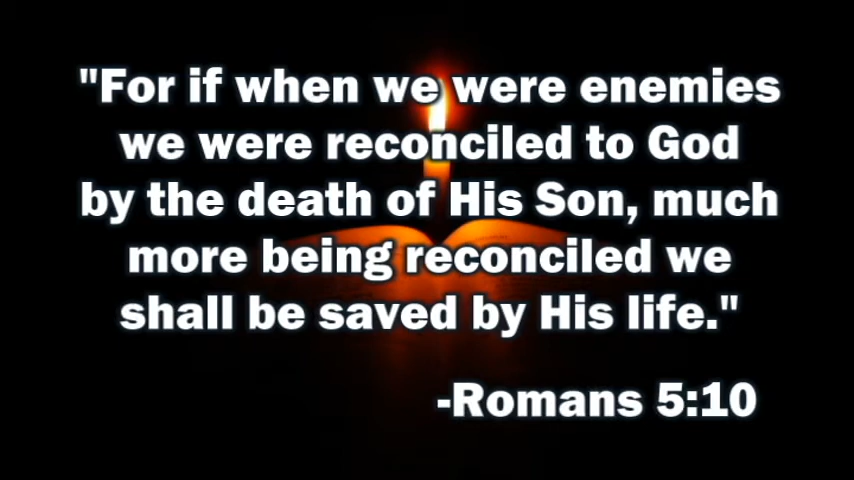 "For if when we were enemies
we were reconciled to God
by the death of His Son, much
more being reconciled we
shall be saved by His life."
-Romans 5:10